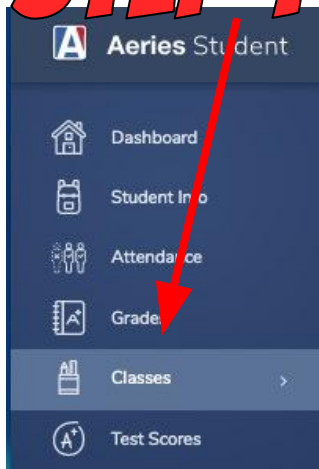 Aeries Student
Dashboard
Student Info
Attendance
Grades
Classes
Test Scores